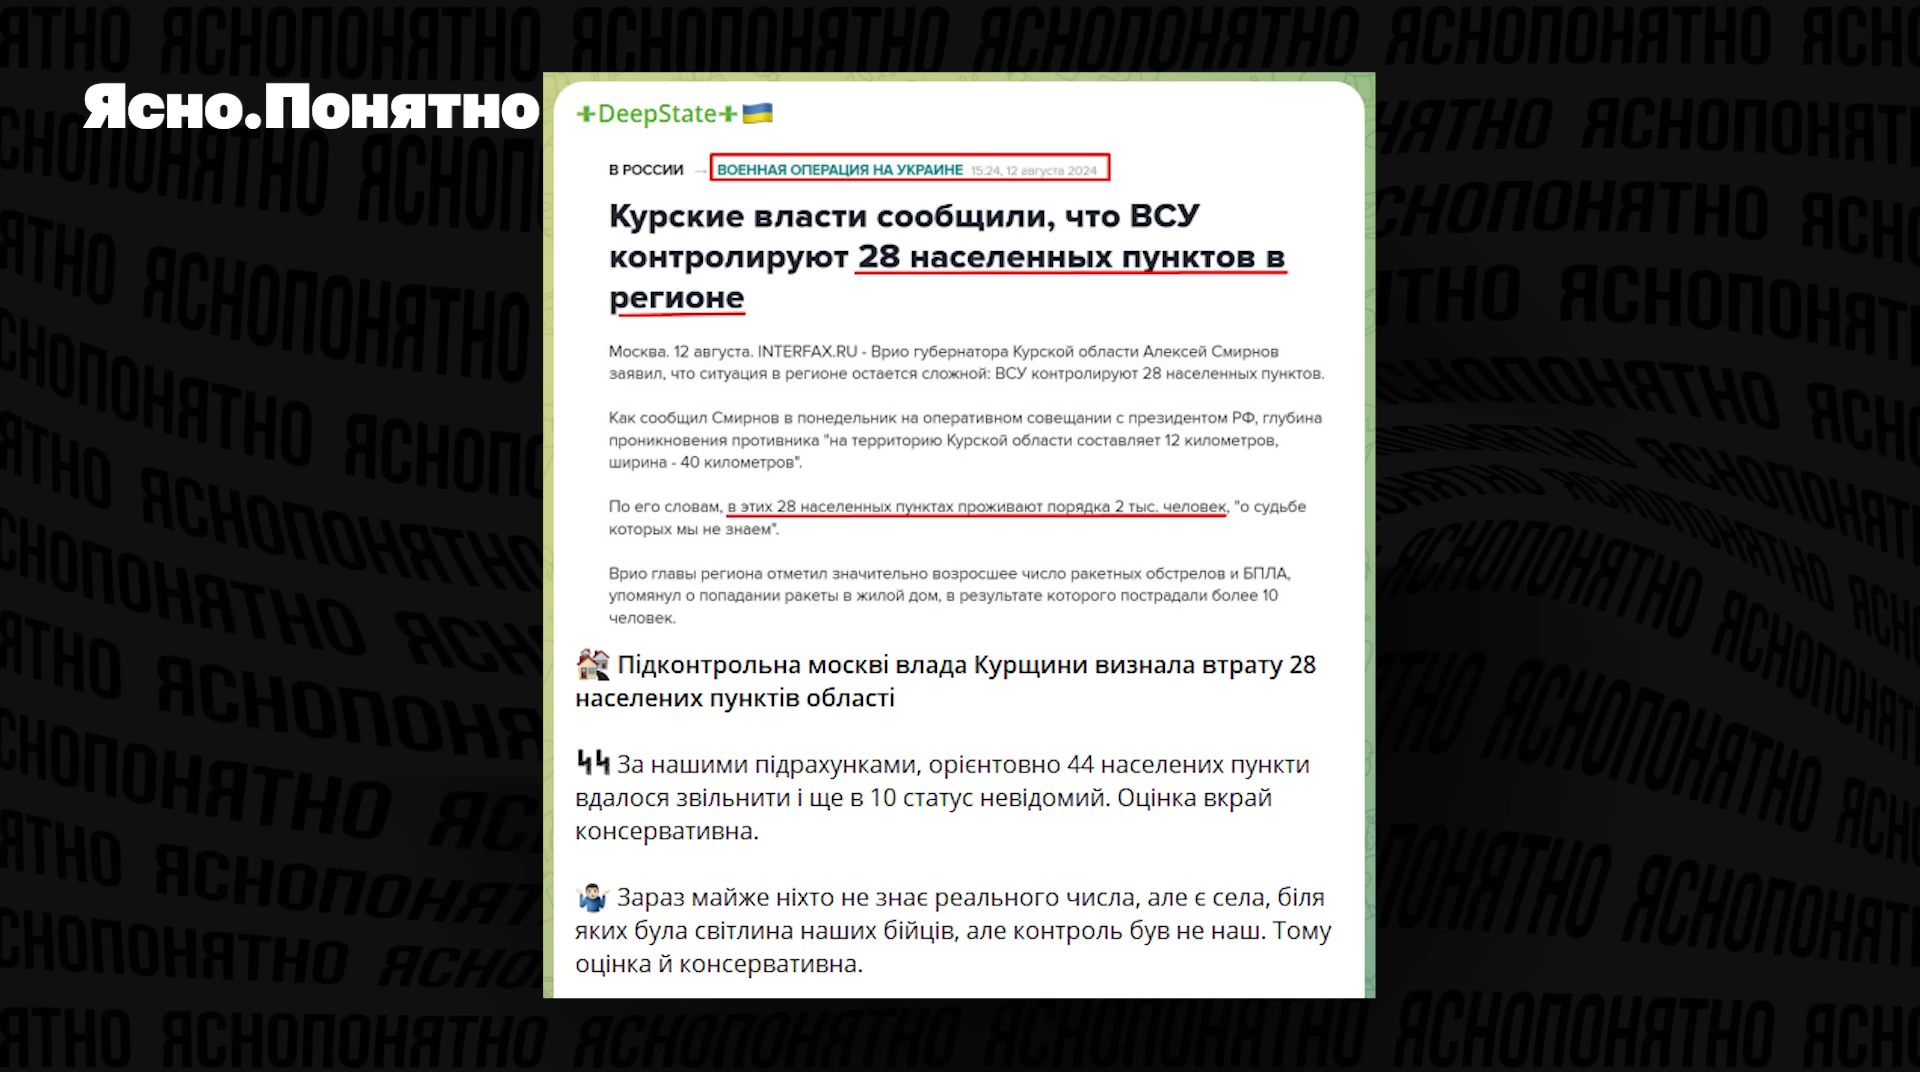 Ясно.Понятно
DeepState
В РОССИИ → ВОЕННАЯ ОПЕРАЦИЯ НА УКРАИНЕ 15:24, 12 августа 2024
Курские власти сообщили, что ВСУ
контролируют 28 населенных пунктов в
регионе
Москва. 12 августа. INTERFAX.RU - Врио губернатора Курской области Алексей Смирнов
заявил, что ситуация в регионе остается сложной: ВСУ контролируют 28 населенных пунктов.
Как сообщил Смирнов в понедельник на оперативном совещании с президентом РФ, глубина
проникновения противника "на территорию Курской области составляет 12 километров,
ширина - 40 километров".
По его словам, в этих 28 населенных пунктах проживают порядка 2 тыс. человек, "о судьбе
которых мы не знаем".
Врио главы региона отметил значительно возросшее число ракетных обстрелов и БПЛА,
упомянул о попадании ракеты в жилой дом, в результате которого пострадали более 10
человек.
Підконтрольна москві влада Курщини визнала втрату 28
населених пунктів області
За нашими підрахунками, орієнтовно 44 населених пункти
вдалося звільнити і ще в 10 статус невідомий. Оцінка вкрай
консервативна.
Зараз майже ніхто не знає реального числа, але є села, біля
яких була світлина наших бійців, але контроль був не наш. Тому
оцінка й консервативна.